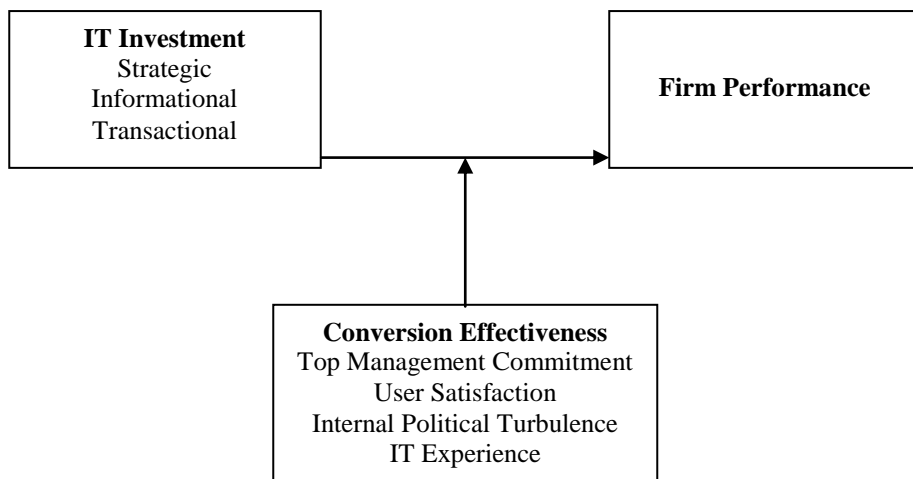 IT Investment
Strategic
Informational
Transactional
Firm Performance
Conversion Effectiveness
Top Management Commitment
User Satisfaction
Internal Political Turbulence
IT Experience